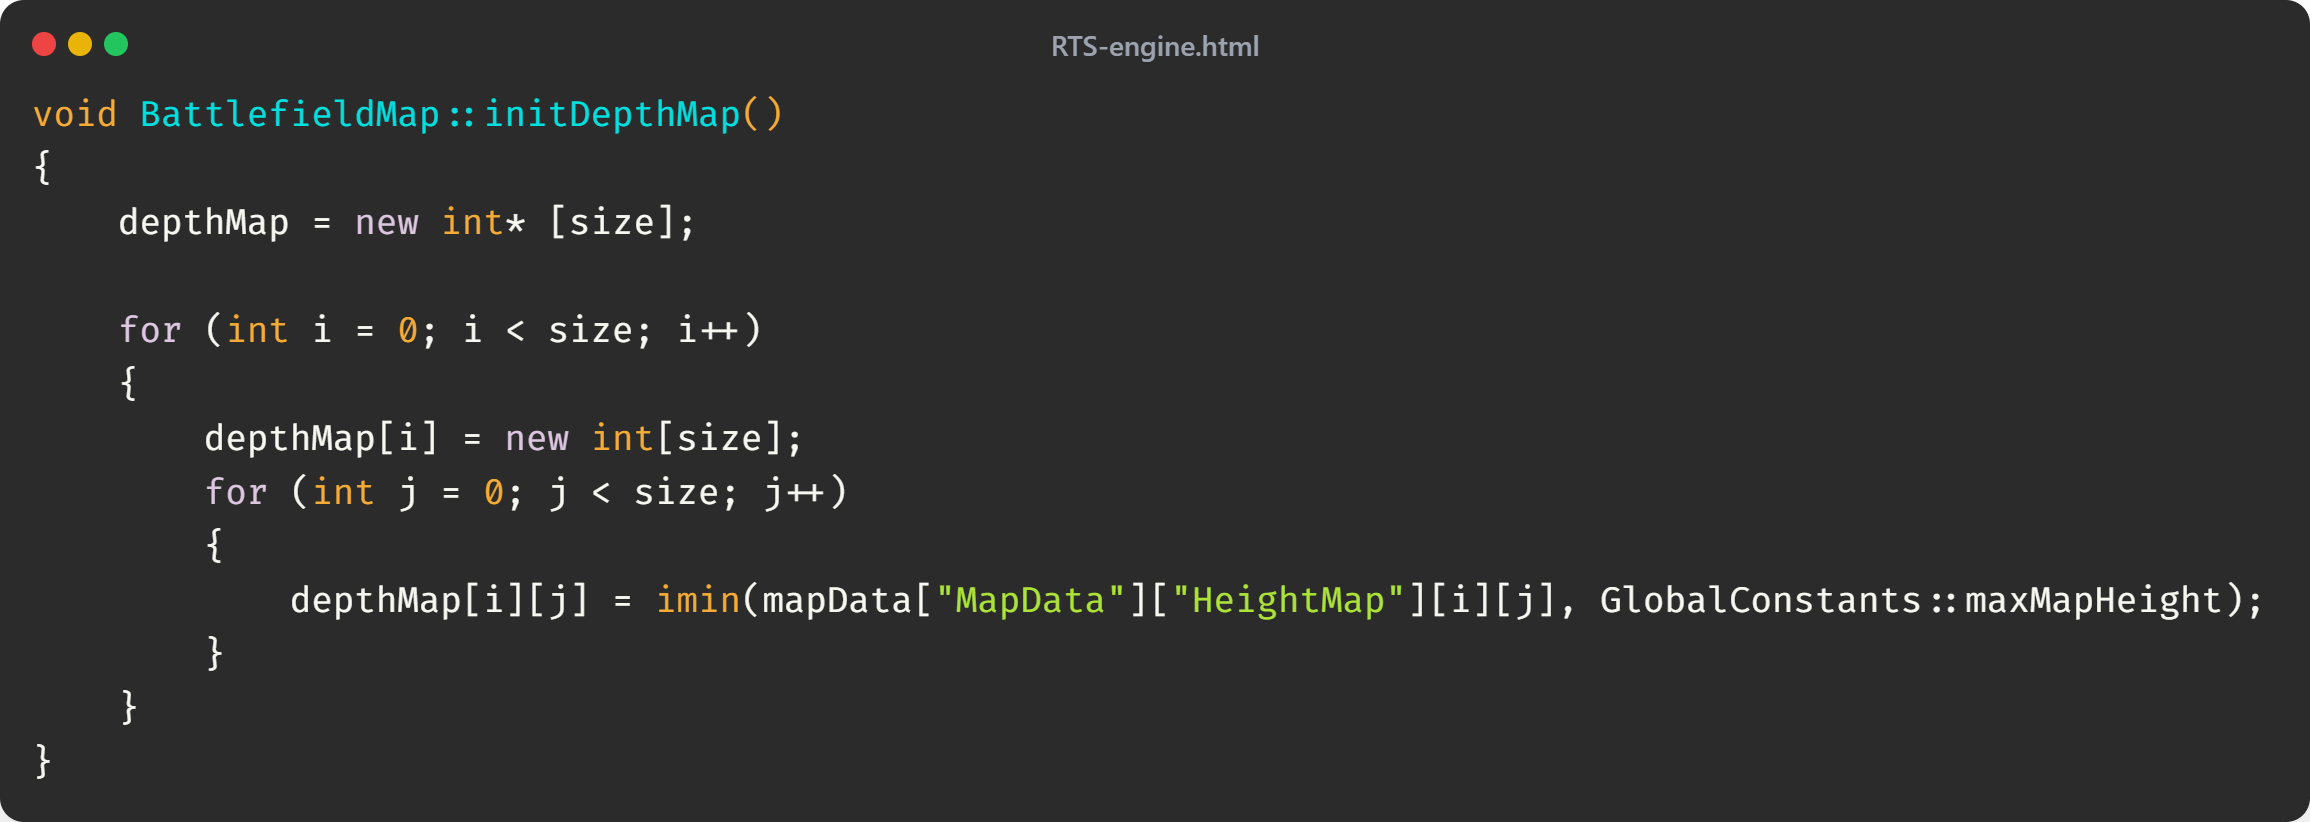 RTS-engine.html
void BattlefieldMap::initDepthMap()
{
    depthMap = new int* [size];

    for (int i = 0; i < size; i++)
    {
        depthMap[i] = new int[size];
        for (int j = 0; j < size; j++)
        {
            depthMap[i][j] = imin(mapData["MapData"]["HeightMap"][i][j], GlobalConstants::maxMapHeight);
        }
    }
}